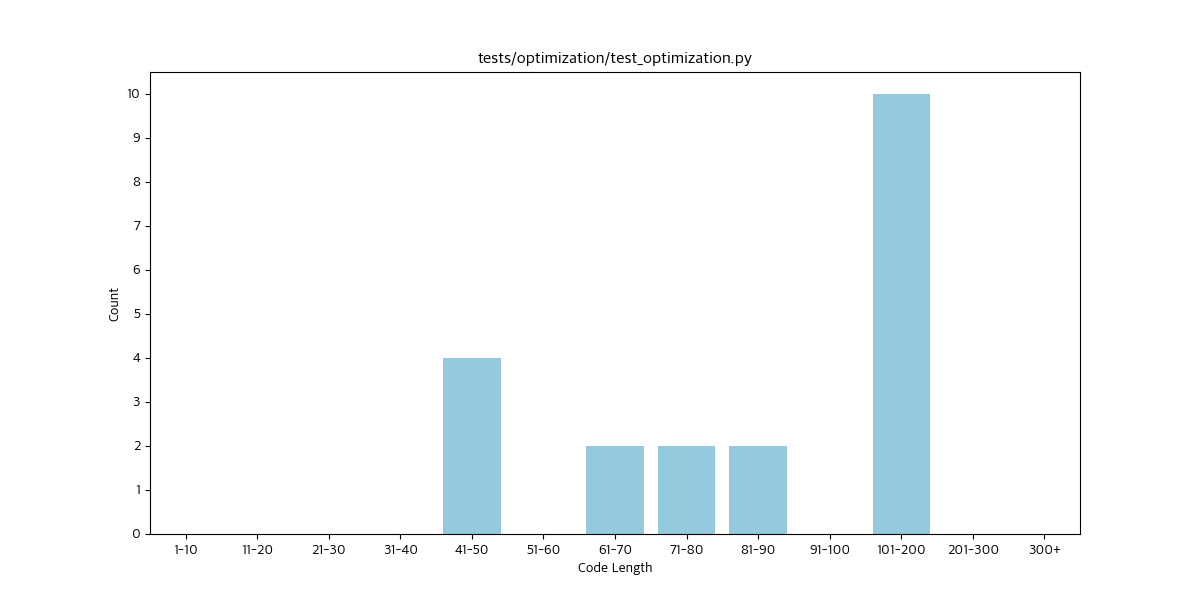 tests/optimization/test_optimization.py
10
9
8
7
6
5
4
3
2
1
0
Count
1-10 11-20 21-30 31-40 41-50 51-60 61-70 71-80 81-90 91-100 101-200 201-300 300+
Code Length